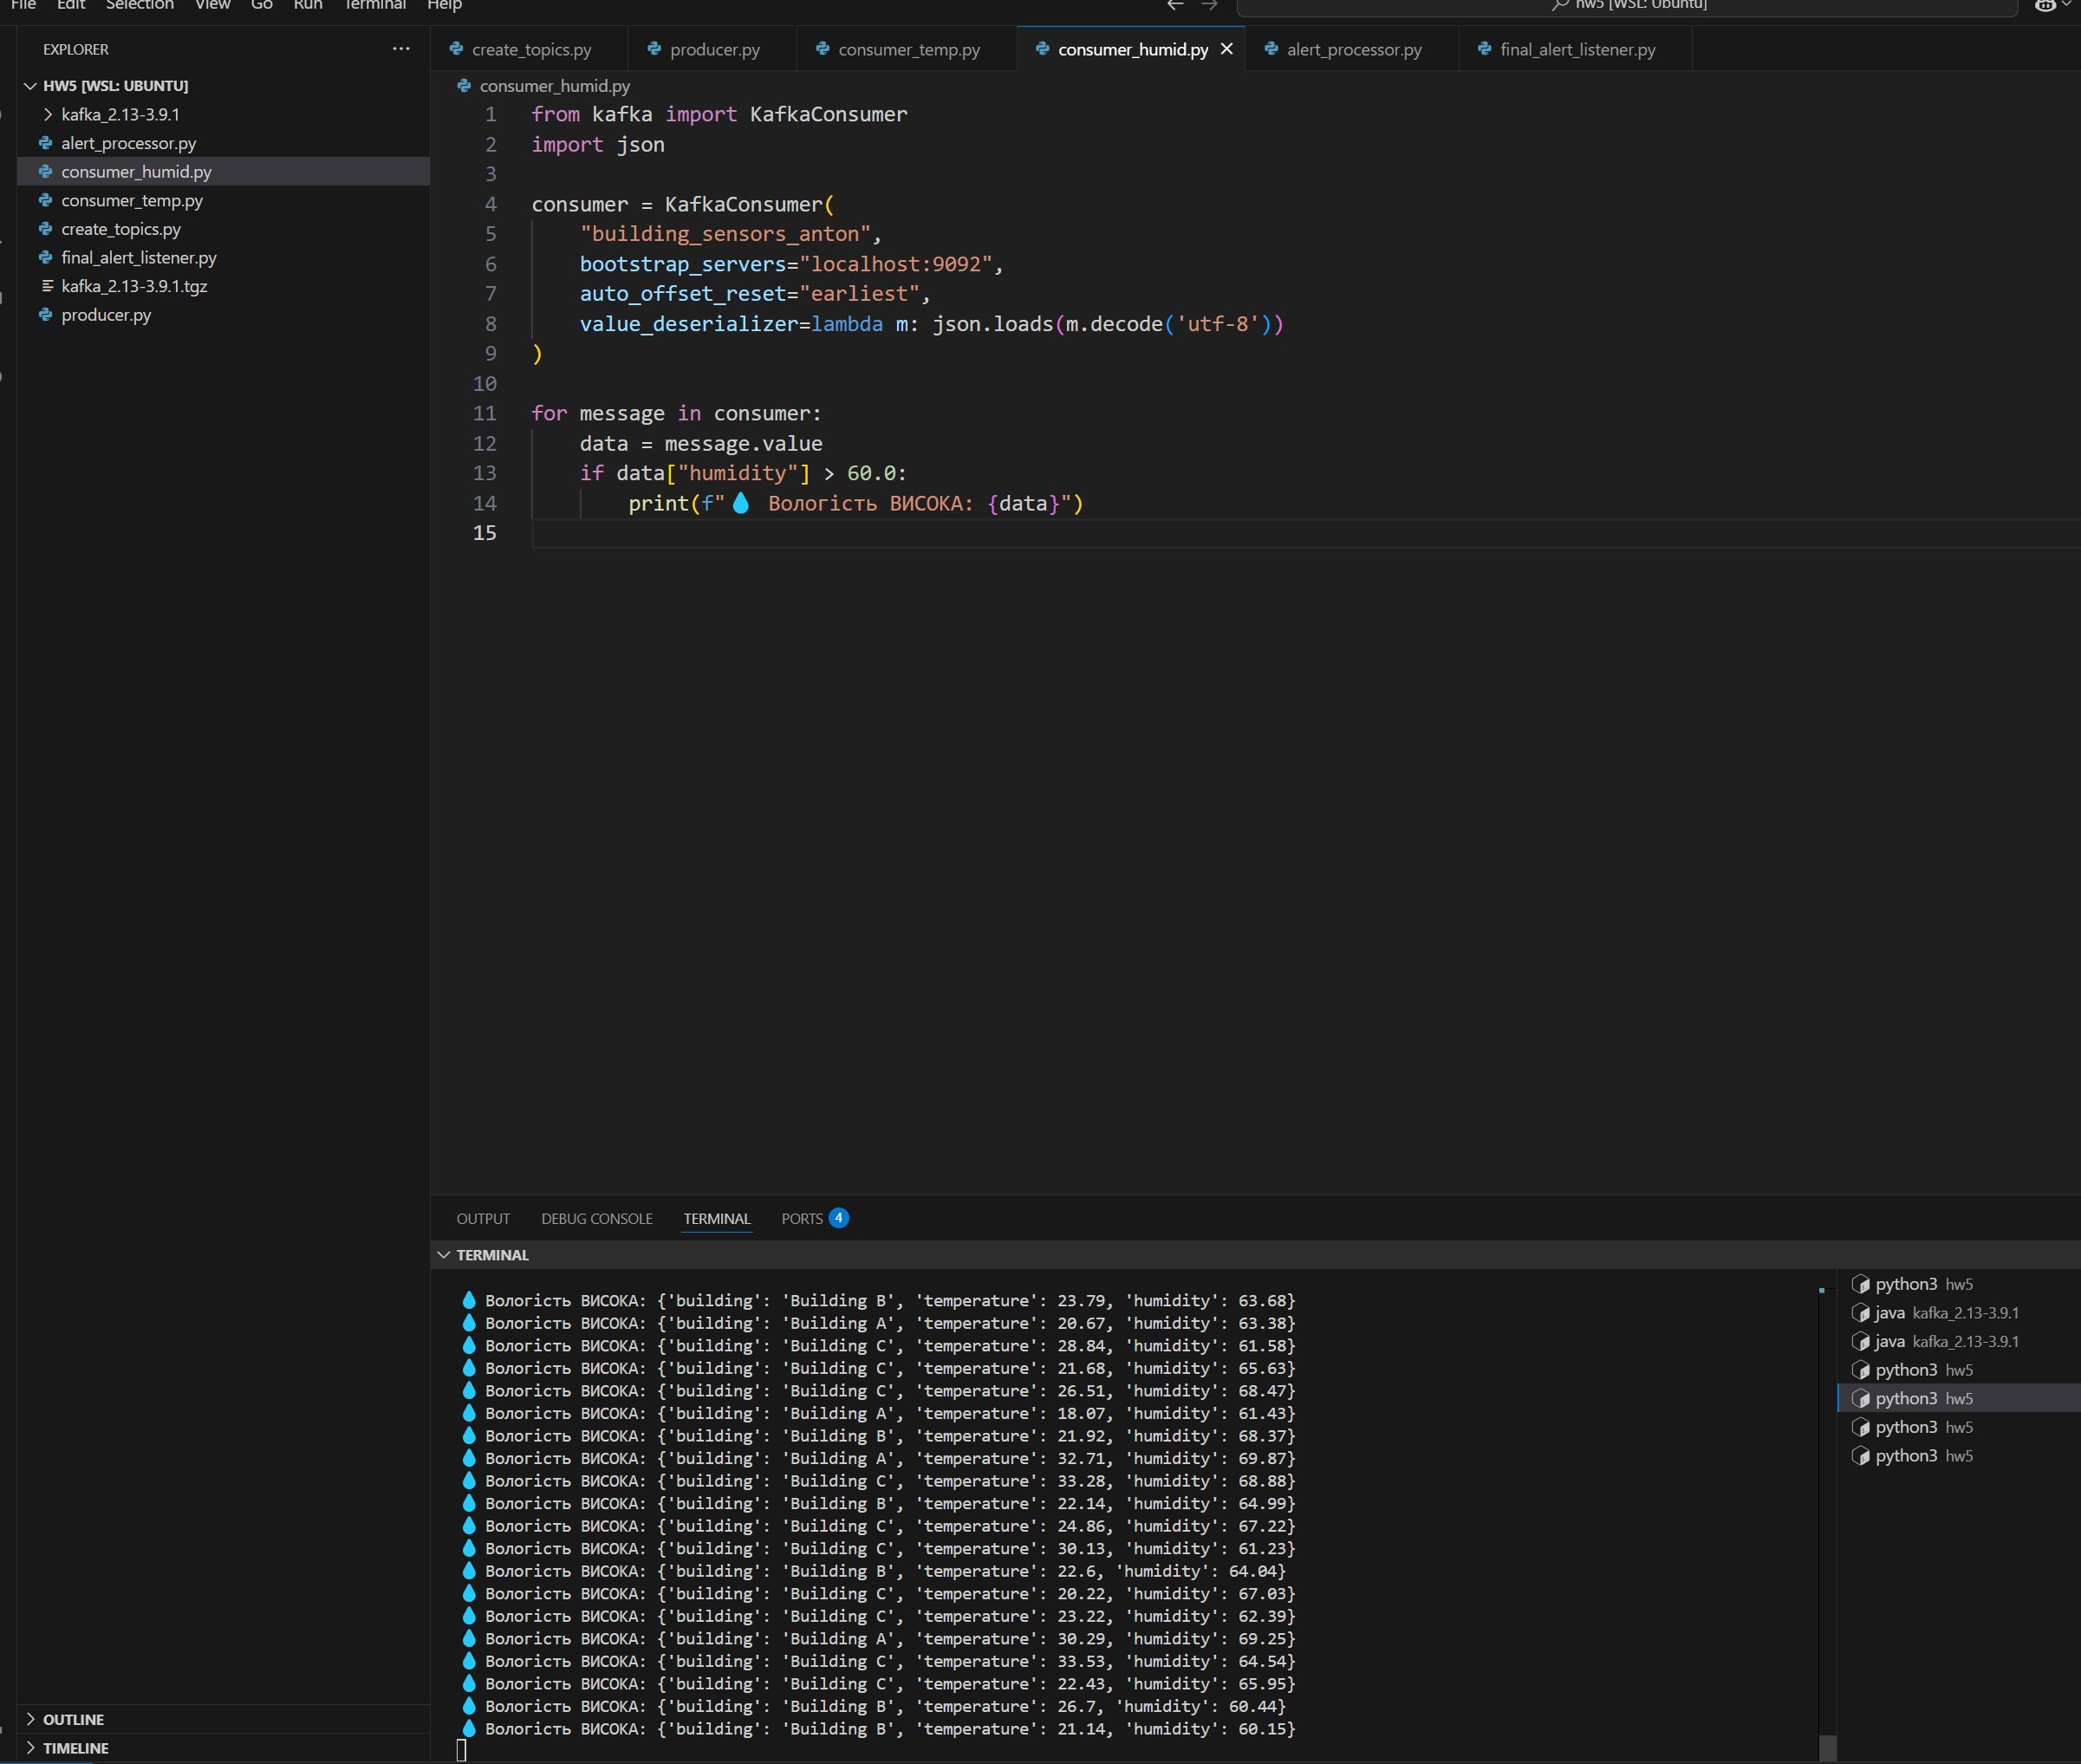 File Edit Selection View Go Run Terminal Help
hw5 [WSL: Ubuntu]
EXPLORER
HW5 [WSL: UBUNTU]
kafka_2.13-3.9.1
alert_processor.py
consumer_humid.py
consumer_temp.py
create_topics.py
final_alert_listener.py
kafka_2.13-3.9.1.tgz
producer.py
OUTLINE
TIMELINE
create_topics.py producer.py consumer_temp.py consumer_humid.py alert_processor.py final_alert_listener.py
consumer_humid.py
1 from kafka import KafkaConsumer
2 import json
3
4 consumer = KafkaConsumer(
5 "building_sensors_anton",
6 bootstrap_servers="localhost:9092",
7 auto_offset_reset="earliest",
8 value_deserializer=lambda m: json.loads(m.decode('utf-8'))
9 )
10
11 for message in consumer:
12 data = message.value
13 if data["humidity"] > 60.0:
14 print(f"💧 Вологість ВИСОКА: {data}")
15
OUTPUT DEBUG CONSOLE TERMINAL PORTS 4
TERMINAL
💧 Вологість ВИСОКА: {'building': 'Building B', 'temperature': 23.79, 'humidity': 63.68}
💧 Вологість ВИСОКА: {'building': 'Building A', 'temperature': 20.67, 'humidity': 63.38}
💧 Вологість ВИСОКА: {'building': 'Building C', 'temperature': 28.84, 'humidity': 61.58}
💧 Вологість ВИСОКА: {'building': 'Building C', 'temperature': 21.68, 'humidity': 65.63}
💧 Вологість ВИСОКА: {'building': 'Building C', 'temperature': 26.51, 'humidity': 68.47}
💧 Вологість ВИСОКА: {'building': 'Building A', 'temperature': 18.07, 'humidity': 61.43}
💧 Вологість ВИСОКА: {'building': 'Building B', 'temperature': 21.92, 'humidity': 68.37}
💧 Вологість ВИСОКА: {'building': 'Building A', 'temperature': 32.71, 'humidity': 69.87}
💧 Вологість ВИСОКА: {'building': 'Building C', 'temperature': 33.28, 'humidity': 68.88}
💧 Вологість ВИСОКА: {'building': 'Building B', 'temperature': 22.14, 'humidity': 64.99}
💧 Вологість ВИСОКА: {'building': 'Building C', 'temperature': 24.86, 'humidity': 67.22}
💧 Вологість ВИСОКА: {'building': 'Building C', 'temperature': 30.13, 'humidity': 61.23}
💧 Вологість ВИСОКА: {'building': 'Building B', 'temperature': 22.6, 'humidity': 64.04}
💧 Вологість ВИСОКА: {'building': 'Building C', 'temperature': 20.22, 'humidity': 67.03}
💧 Вологість ВИСОКА: {'building': 'Building C', 'temperature': 23.22, 'humidity': 62.39}
💧 Вологість ВИСОКА: {'building': 'Building A', 'temperature': 30.29, 'humidity': 69.25}
💧 Вологість ВИСОКА: {'building': 'Building C', 'temperature': 33.53, 'humidity': 64.54}
💧 Вологість ВИСОКА: {'building': 'Building C', 'temperature': 22.43, 'humidity': 65.95}
💧 Вологість ВИСОКА: {'building': 'Building B', 'temperature': 26.7, 'humidity': 60.44}
💧 Вологість ВИСОКА: {'building': 'Building B', 'temperature': 21.14, 'humidity': 60.15}
python3 hw5
java kafka_2.13-3.9.1
java kafka_2.13-3.9.1
python3 hw5
python3 hw5
python3 hw5
python3 hw5